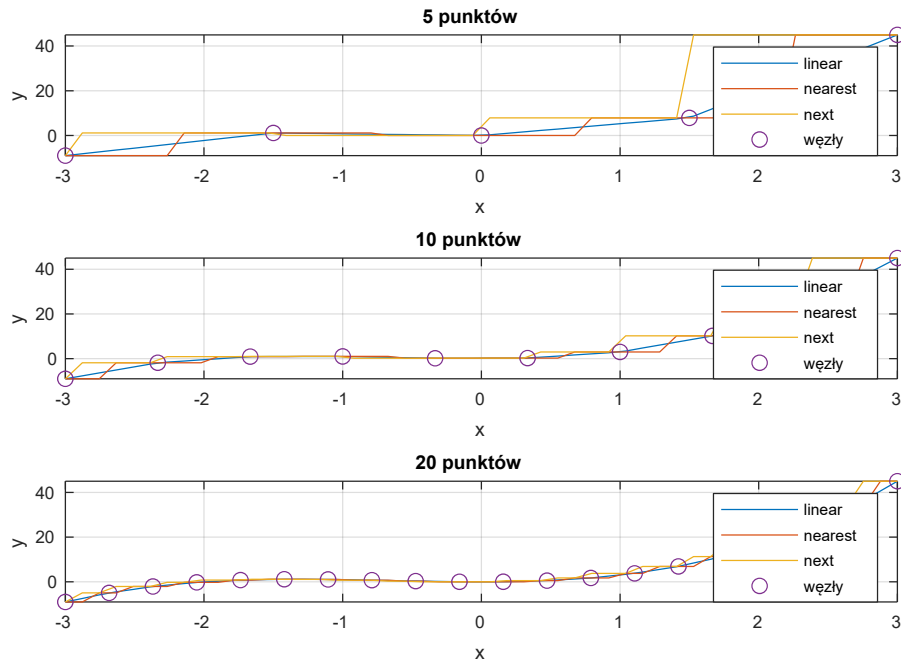 5 punktów
40
20
0
y
-3 -2 -1 0 1 2 3
x
linear
nearest
next
węzły
10 punktów
40
20
0
y
-3 -2 -1 0 1 2 3
x
linear
nearest
next
węzły
20 punktów
40
20
0
y
-3 -2 -1 0 1 2 3
x
linear
nearest
next
węzły